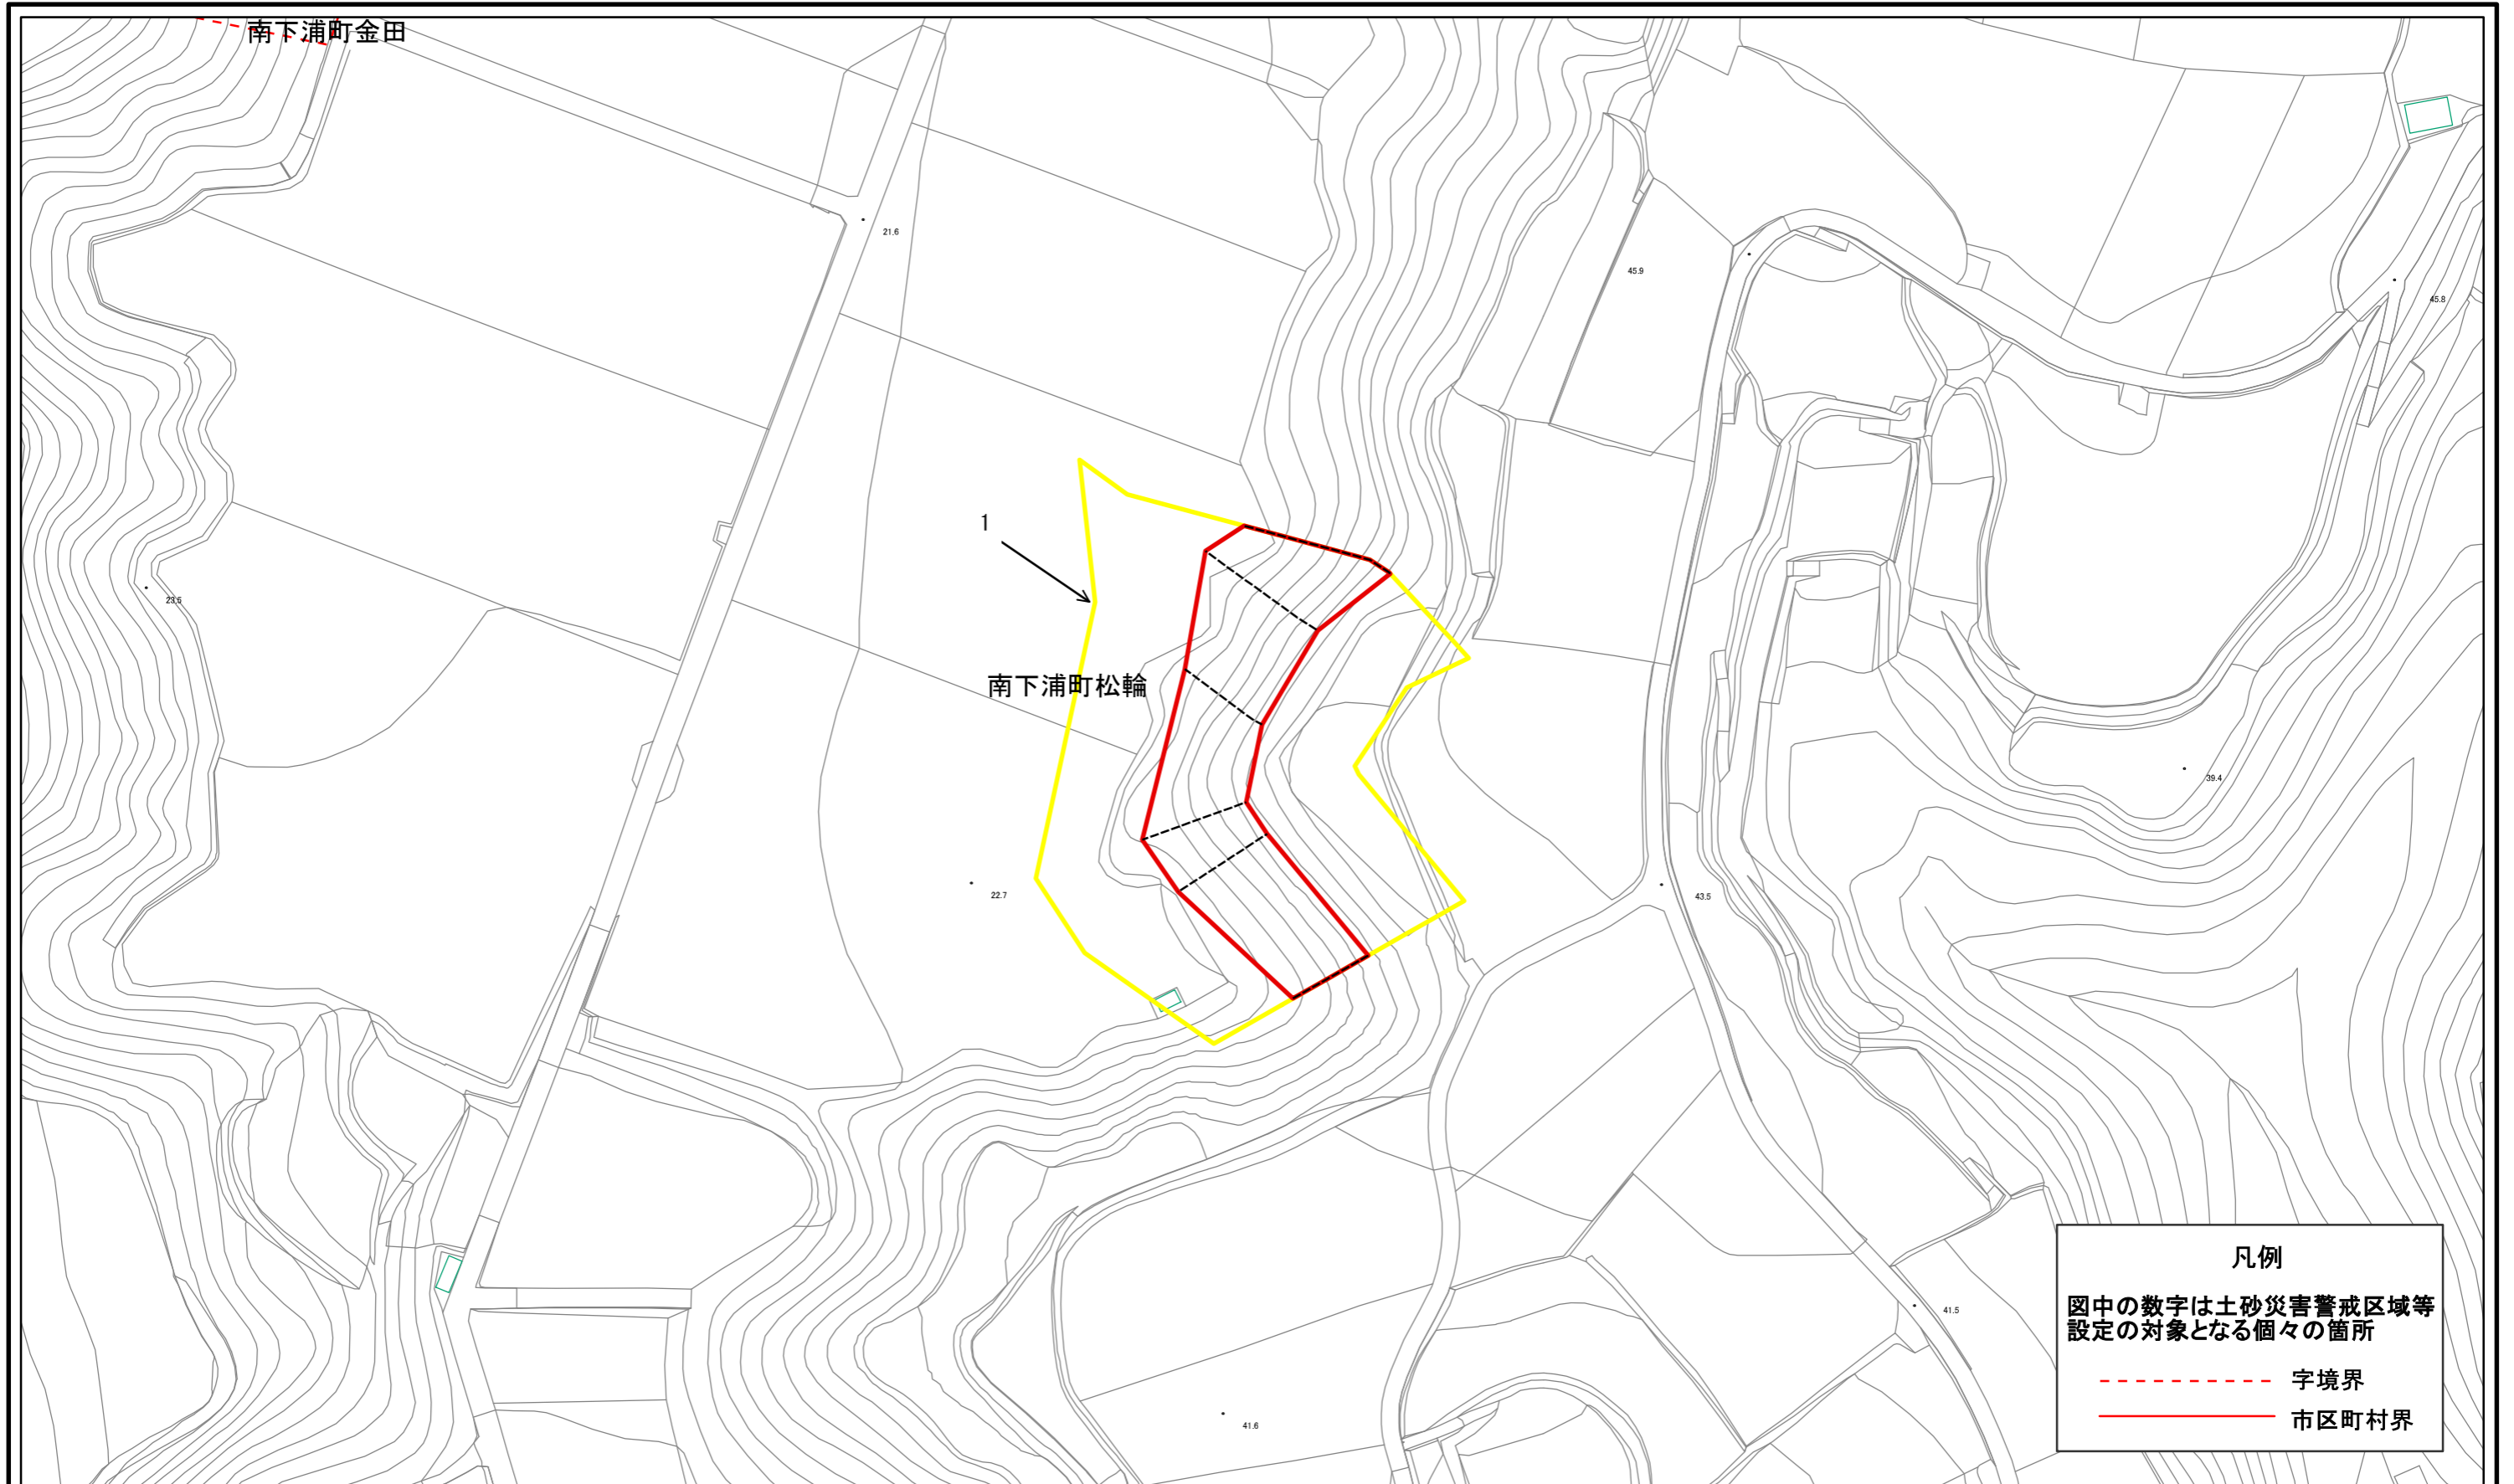 南下浦町金田
21.6
45.9
45.8
1
23.5
南下浦町松輪
39.4
22.7
43.5
凡例
図中の数字は土砂災害警戒区域等
設定の対象となる個々の箇所
41.5
字境界
市区町村界
41.6